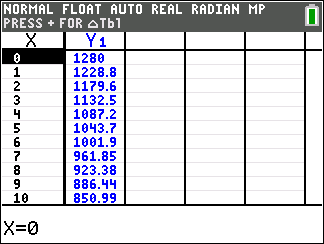 NORMAL FLOAT AUTO REAL RADIAN MP
PRESS + FOR △Tbl
X Y1
0 1280
1 1228.8
2 1179.6
3 1132.5
4 1087.2
5 1043.7
6 1001.9
7 961.85
8 923.38
9 886.44
10 850.99
X=0